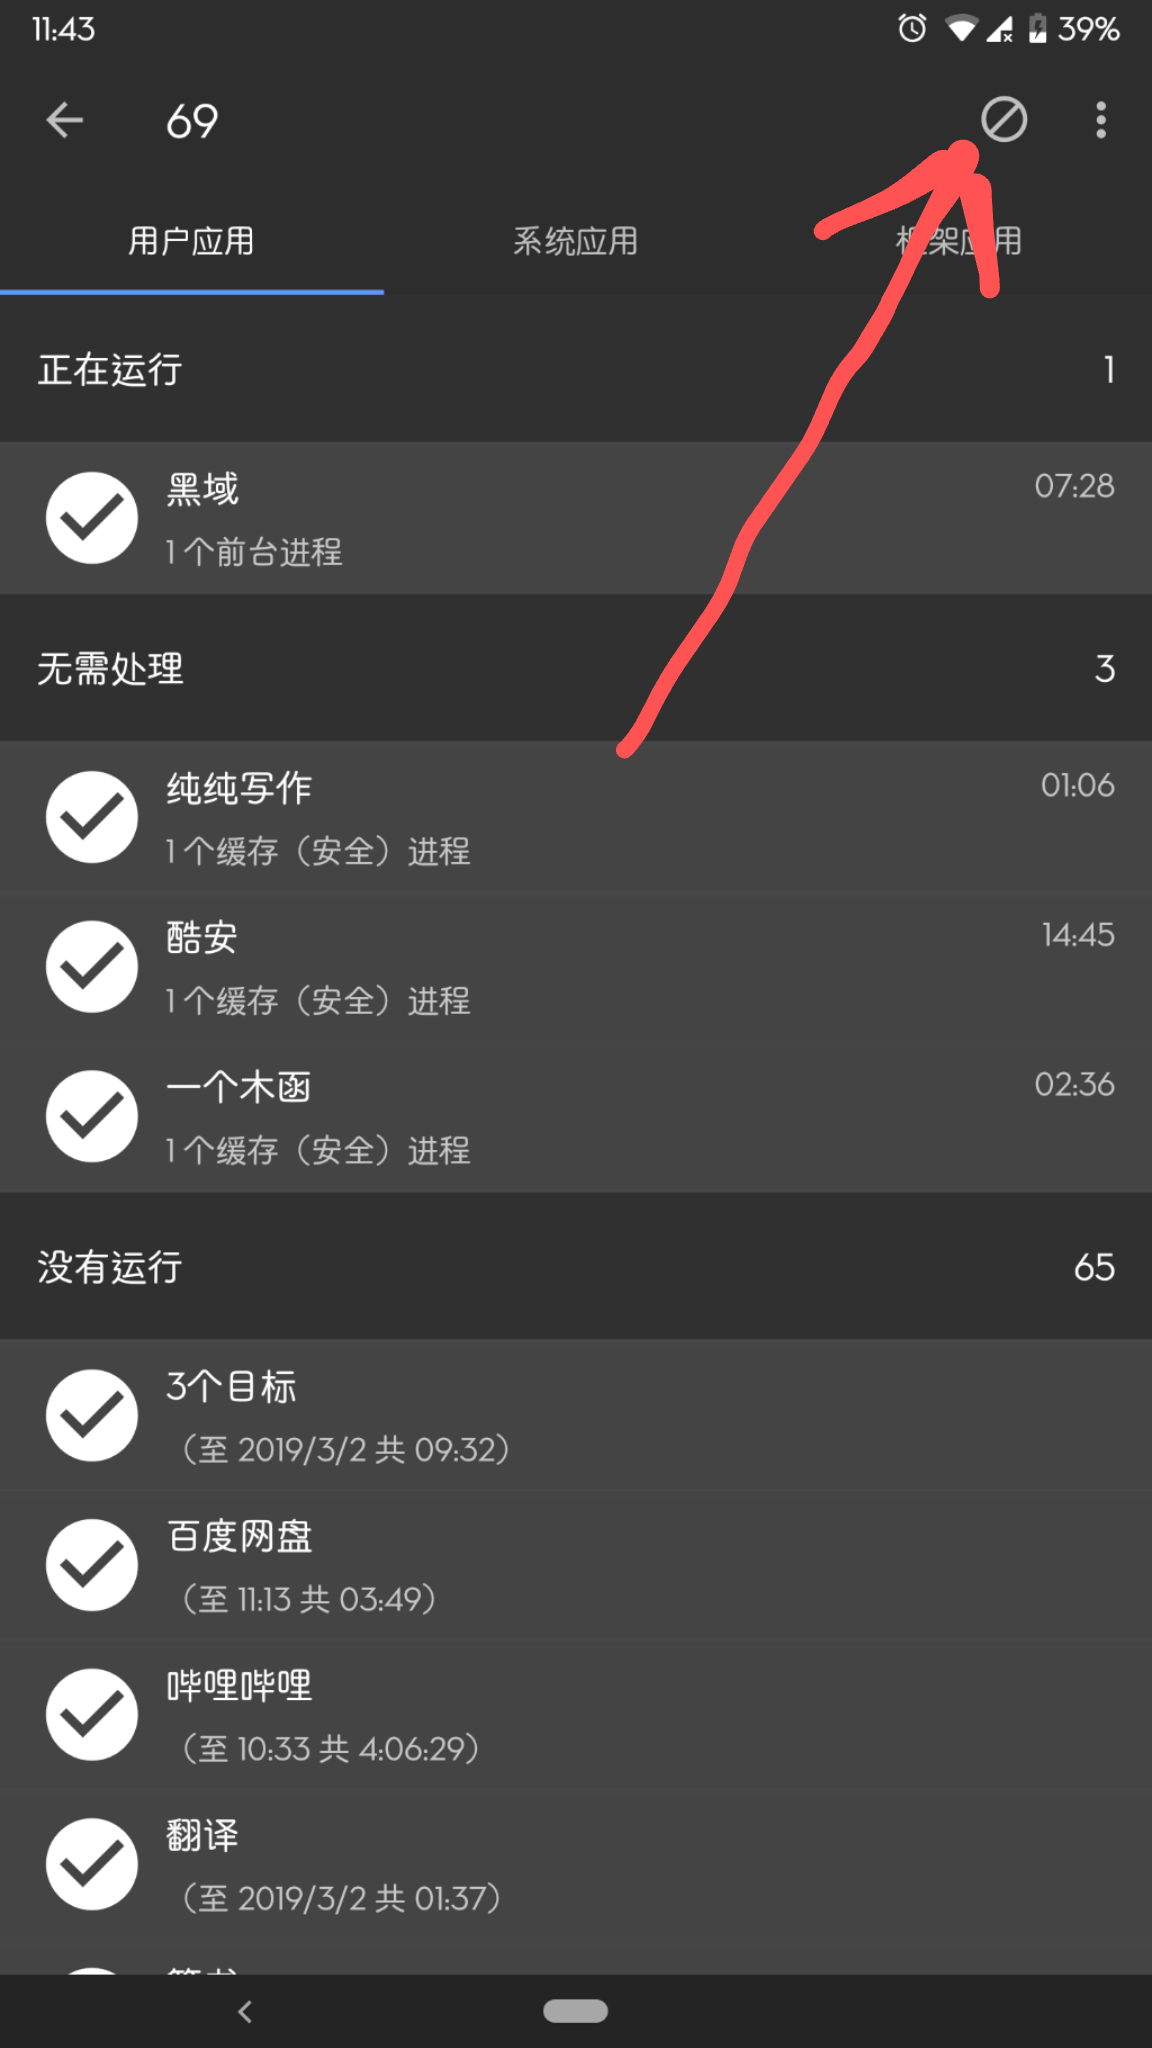 11:43 39%
69
用户应用 系统应用 框架应用
正在运行 1
黑域 07:28
1 个前台进程
无需处理 3
纯纯写作 01:06
1 个缓存（安全）进程
酷安 14:45
1 个缓存（安全）进程
一个木函 02:36
1 个缓存（安全）进程
没有运行 65
3个目标
（至 2019/3/2 共 09:32）
百度网盘
（至 11:13 共 03:49）
哔哩哔哩
（至 10:33 共 4:06:29）
翻译
（至 2019/3/2 共 01:37）